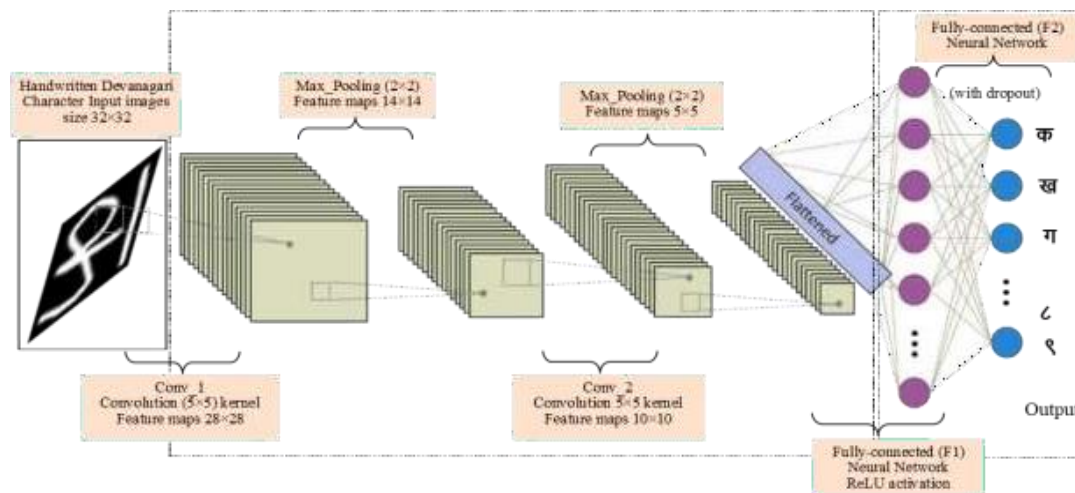 Handwritten Devanagari
Character Input images
size 32×32
Max_Pooling (2×2)
Feature maps 14×14
Max_Pooling (2×2)
Feature maps 5×5
Fully-connected (F2)
Neural Network
(with dropout)
Flattened
क
ख
ग
८
९
Conv_1
Convolution (5×5) kernel
Feature maps 28×28
Conv_2
Convolution 5×5 kernel
Feature maps 10×10
Fully-connected (F1)
Neural Network
ReLU activation
Output